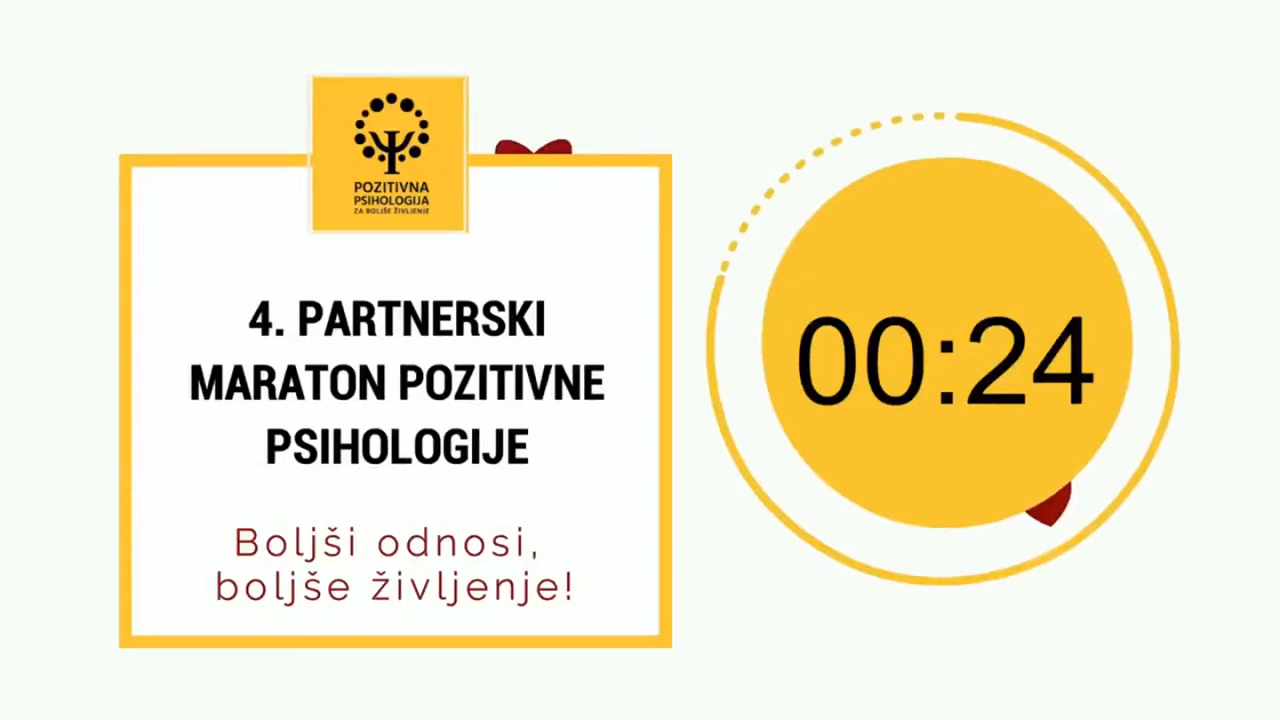 POZITIVNA
PSIHOLOGIJA
ZA BOLJŠE ŽIVLJENJE
4. PARTNERSKI
MARATON POZITIVNE
PSIHOLOGIJE
Boljši odnosi,
boljše življenje!
00:24